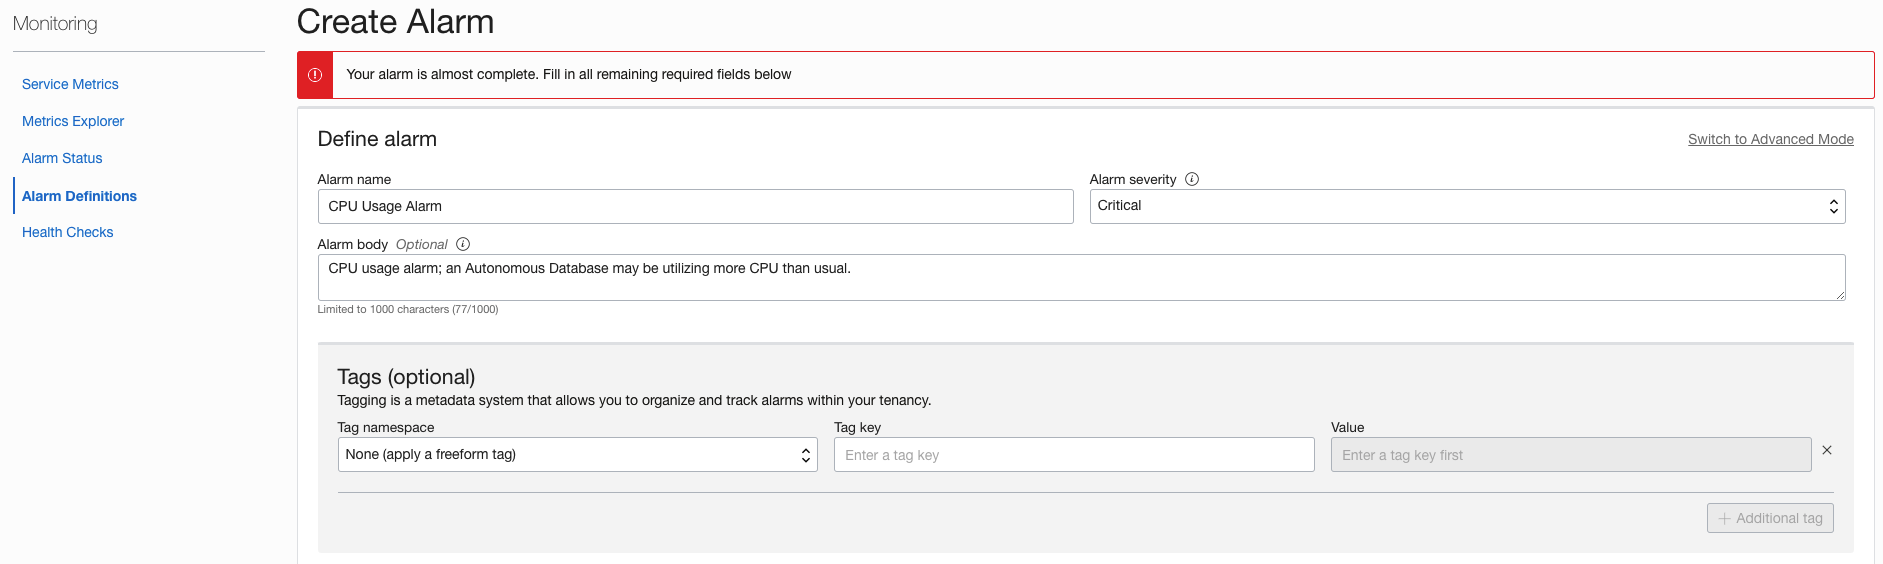 Monitoring
Service Metrics
Metrics Explorer
Alarm Status
Alarm Definitions
Health Checks
Create Alarm
Your alarm is almost complete. Fill in all remaining required fields below
Define alarm
Switch to Advanced Mode
Alarm name
Alarm severity
CPU Usage Alarm
Critical
Alarm body Optional
CPU usage alarm; an Autonomous Database may be utilizing more CPU than usual.
Limited to 1000 characters (77/1000)
Tags (optional)
Tagging is a metadata system that allows you to organize and track alarms within your tenancy.
Tag namespace
Tag key
Value
None (apply a freeform tag)
Enter a tag key
Enter a tag key first
Additional tag